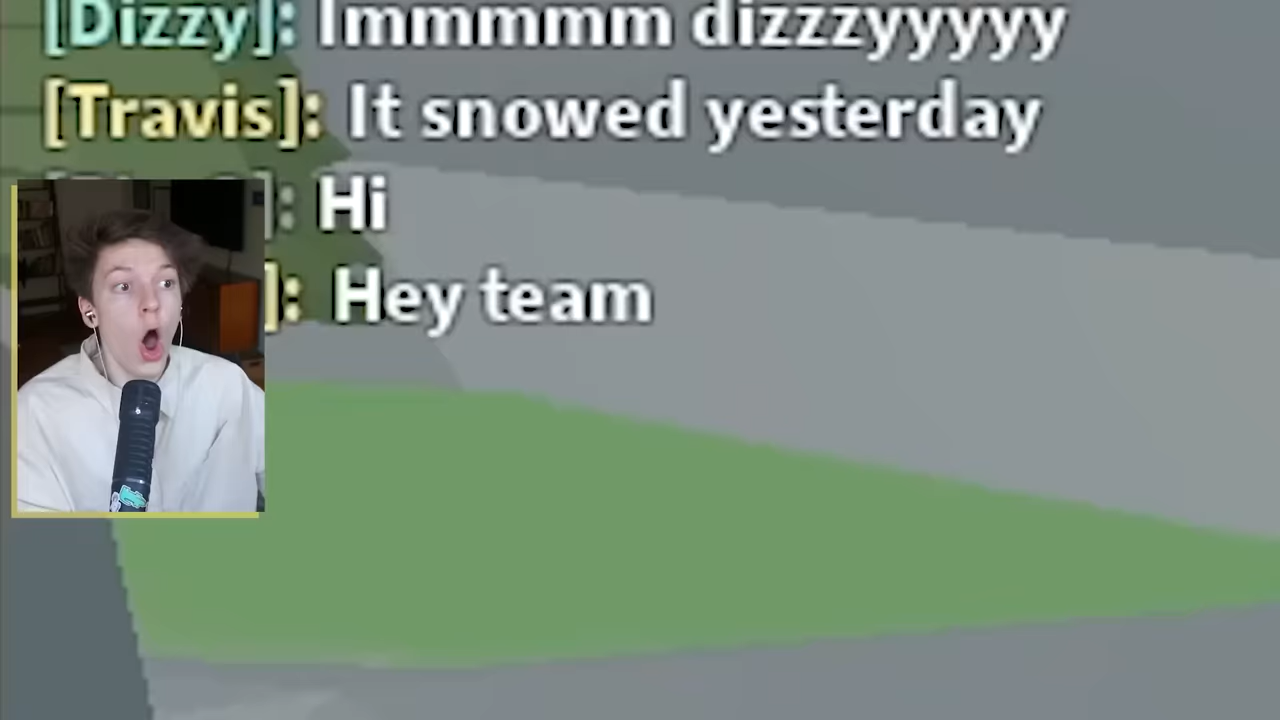 [Dizzy]: Immmmm dizzzyyyyy
[Travis]: It snowed yesterday
]: Hi
]: Hey team